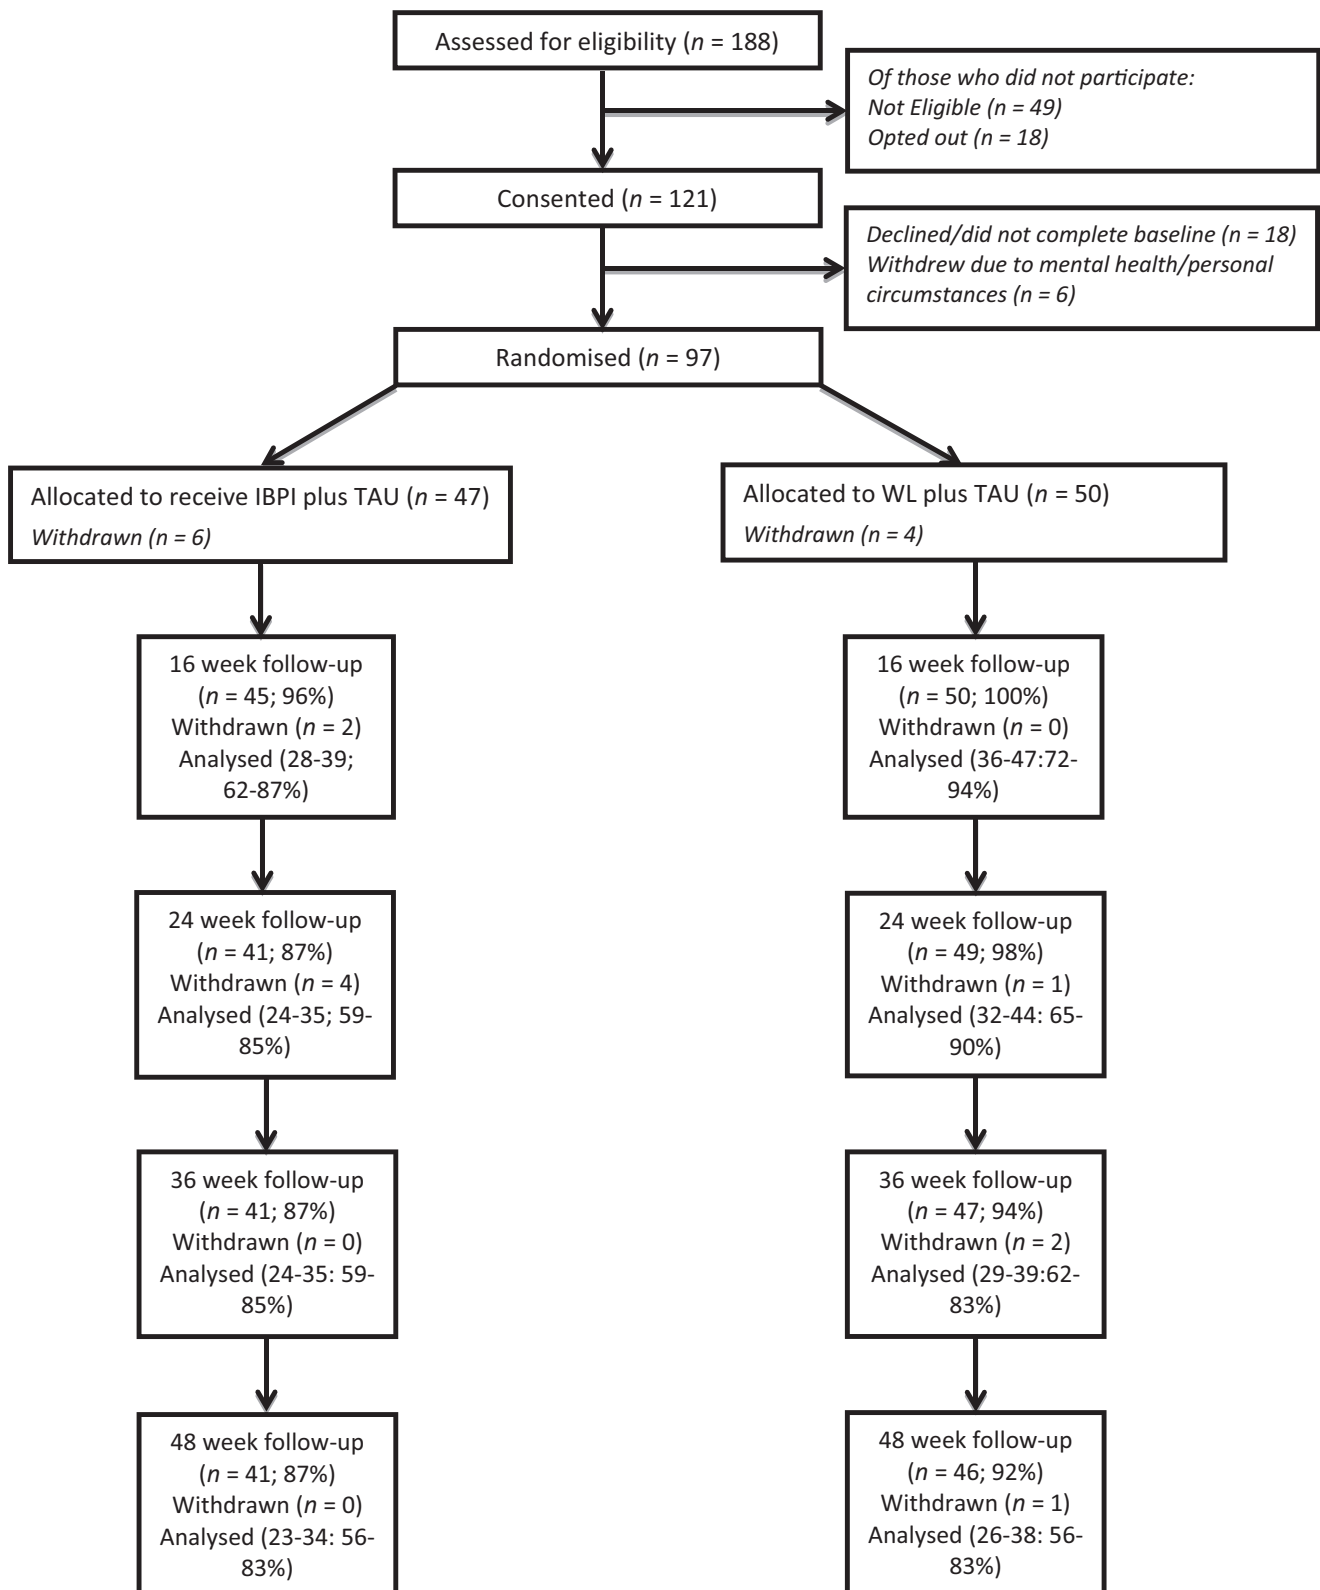 Assessed for eligibility (n = 188)
Of those who did not participate:
Not Eligible (n = 49)
Opted out (n = 18)
Consented (n = 121)
Declined/did not complete baseline (n = 18)
Withdrew due to mental health/personal
circumstances (n = 6)
Randomised (n = 97)
Allocated to receive IBPI plus TAU (n = 47)
Withdrawn (n = 6)
Allocated to WL plus TAU (n = 50)
Withdrawn (n = 4)
16 week follow-up
(n = 45; 96%)
Withdrawn (n = 2)
Analysed (28-39;
62-87%)
16 week follow-up
(n = 50; 100%)
Withdrawn (n = 0)
Analysed (36-47:72-
94%)
24 week follow-up
(n = 41; 87%)
Withdrawn (n = 4)
Analysed (24-35; 59-
85%)
24 week follow-up
(n = 49; 98%)
Withdrawn (n = 1)
Analysed (32-44: 65-
90%)
36 week follow-up
(n = 41; 87%)
Withdrawn (n = 0)
Analysed (24-35: 59-
85%)
36 week follow-up
(n = 47; 94%)
Withdrawn (n = 2)
Analysed (29-39:62-
83%)
48 week follow-up
(n = 41; 87%)
Withdrawn (n = 0)
Analysed (23-34: 56-
83%)
48 week follow-up
(n = 46; 92%)
Withdrawn (n = 1)
Analysed (26-38: 56-
83%)